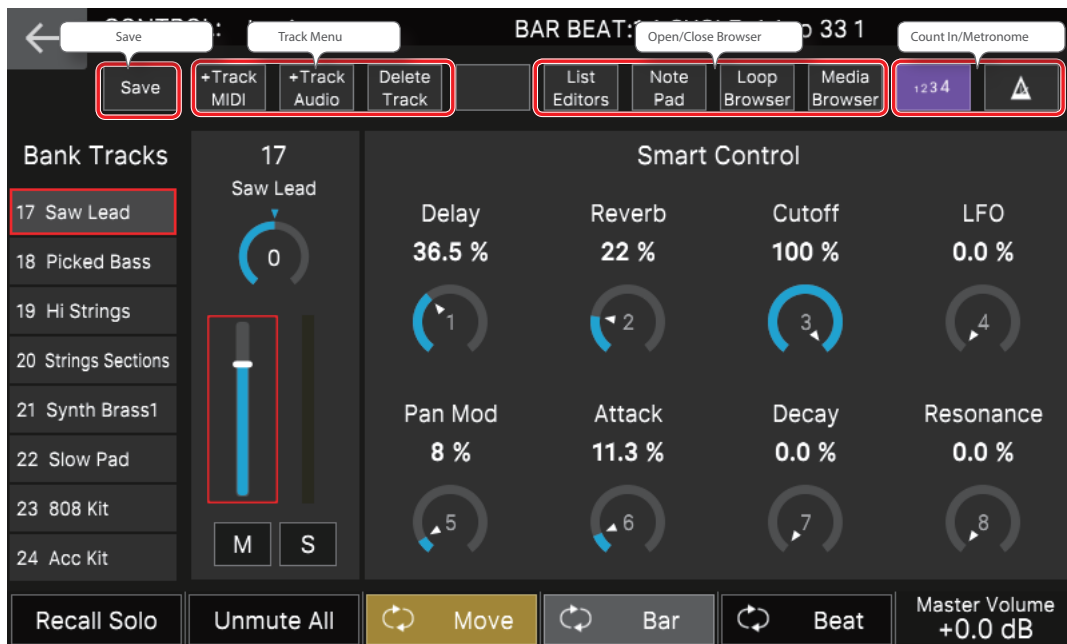 BAR BEAT:
33 1
Save
Track Menu
Open/Close Browser
Count In/Metronome
Save
+Track MIDI
+Track Audio
Delete Track
List Editors
Note Pad
Loop Browser
Media Browser
1234
Bank Tracks
17 Saw Lead
18 Picked Bass
19 Hi Strings
20 Strings Sections
21 Synth Brass1
22 Slow Pad
23 808 Kit
24 Acc Kit
17
Saw Lead
0
M S
Smart Control
Delay Reverb Cutoff LFO
36.5 % 22 % 100 % 0.0 %
1 2 3 4
Pan Mod Attack Decay Resonance
8 % 11.3 % 0.0 % 0.0 %
5 6 7 8
Recall Solo
Unmute All
Move
Bar
Beat
Master Volume
+0.0 dB